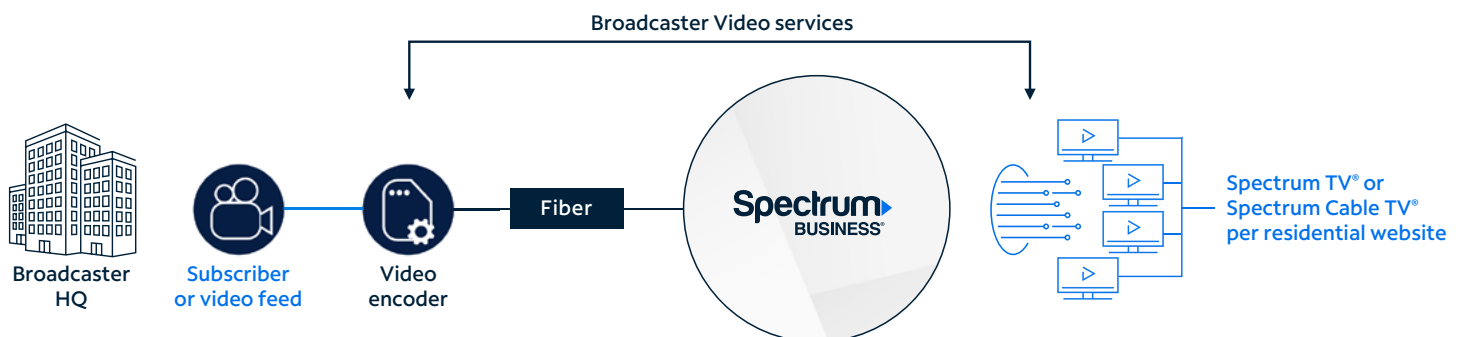 Broadcaster Video services
Broadcaster
HQ
Subscriber
or video feed
Video
encoder
Fiber
Spectrum
BUSINESS®
Spectrum TV® or
Spectrum Cable TV®
per residential website